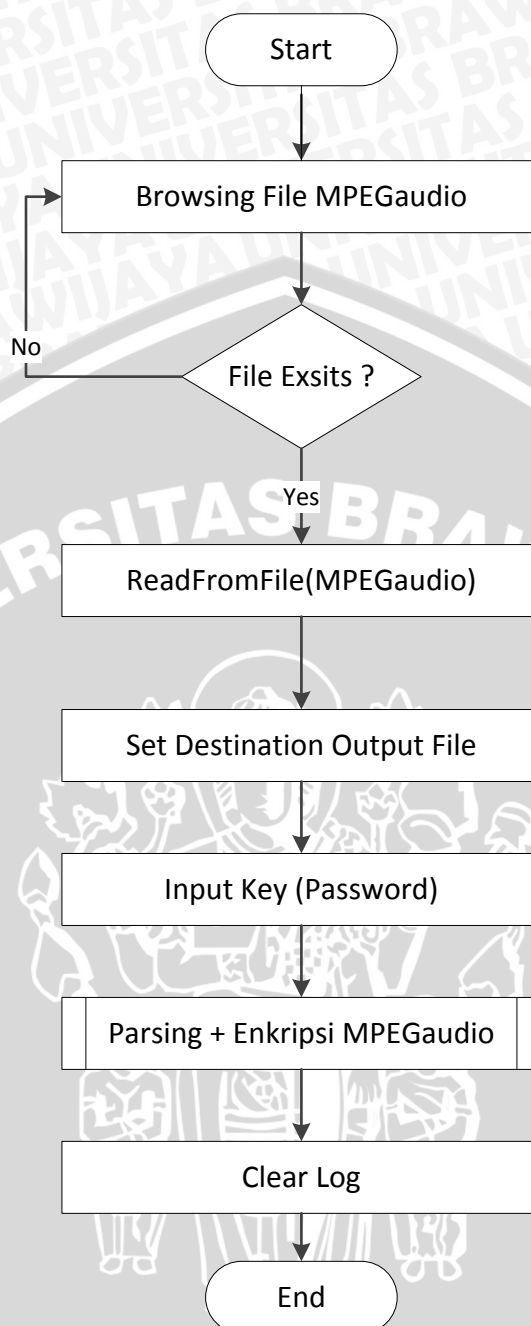 Start
Browsing File MPEGaudio
No
File Exsits ?
Yes
ReadFromFile(MPEGaudio)
Set Destination Output File
Input Key (Password)
Parsing + Enkripsi MPEGaudio
Clear Log
End